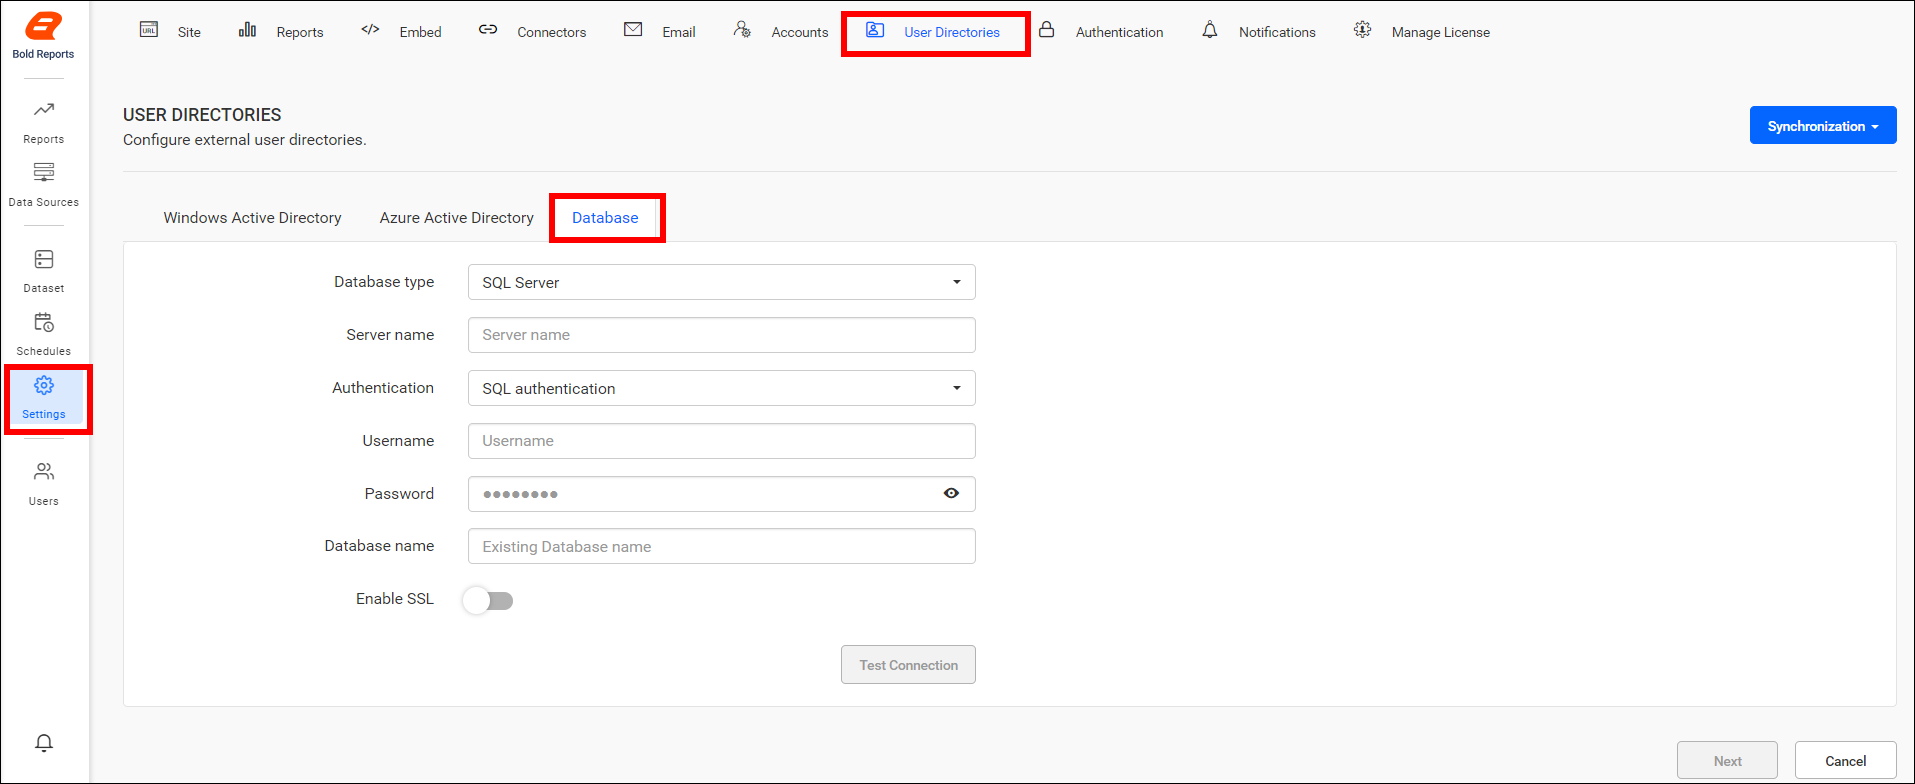 Bold Reports
Reports
Data Sources
Dataset
Schedules
Settings
Users
URL
Site
Reports
</>
Embed
Connectors
Email
Accounts
User Directories
Authentication
Notifications
Manage License
USER DIRECTORIES
Configure external user directories.
Synchronization
Windows Active Directory
Azure Active Directory
Database
Database type
SQL Server
Server name
Server name
Authentication
SQL authentication
Username
Username
Password
••••••••
Database name
Existing Database name
Enable SSL
Test Connection
Next
Cancel